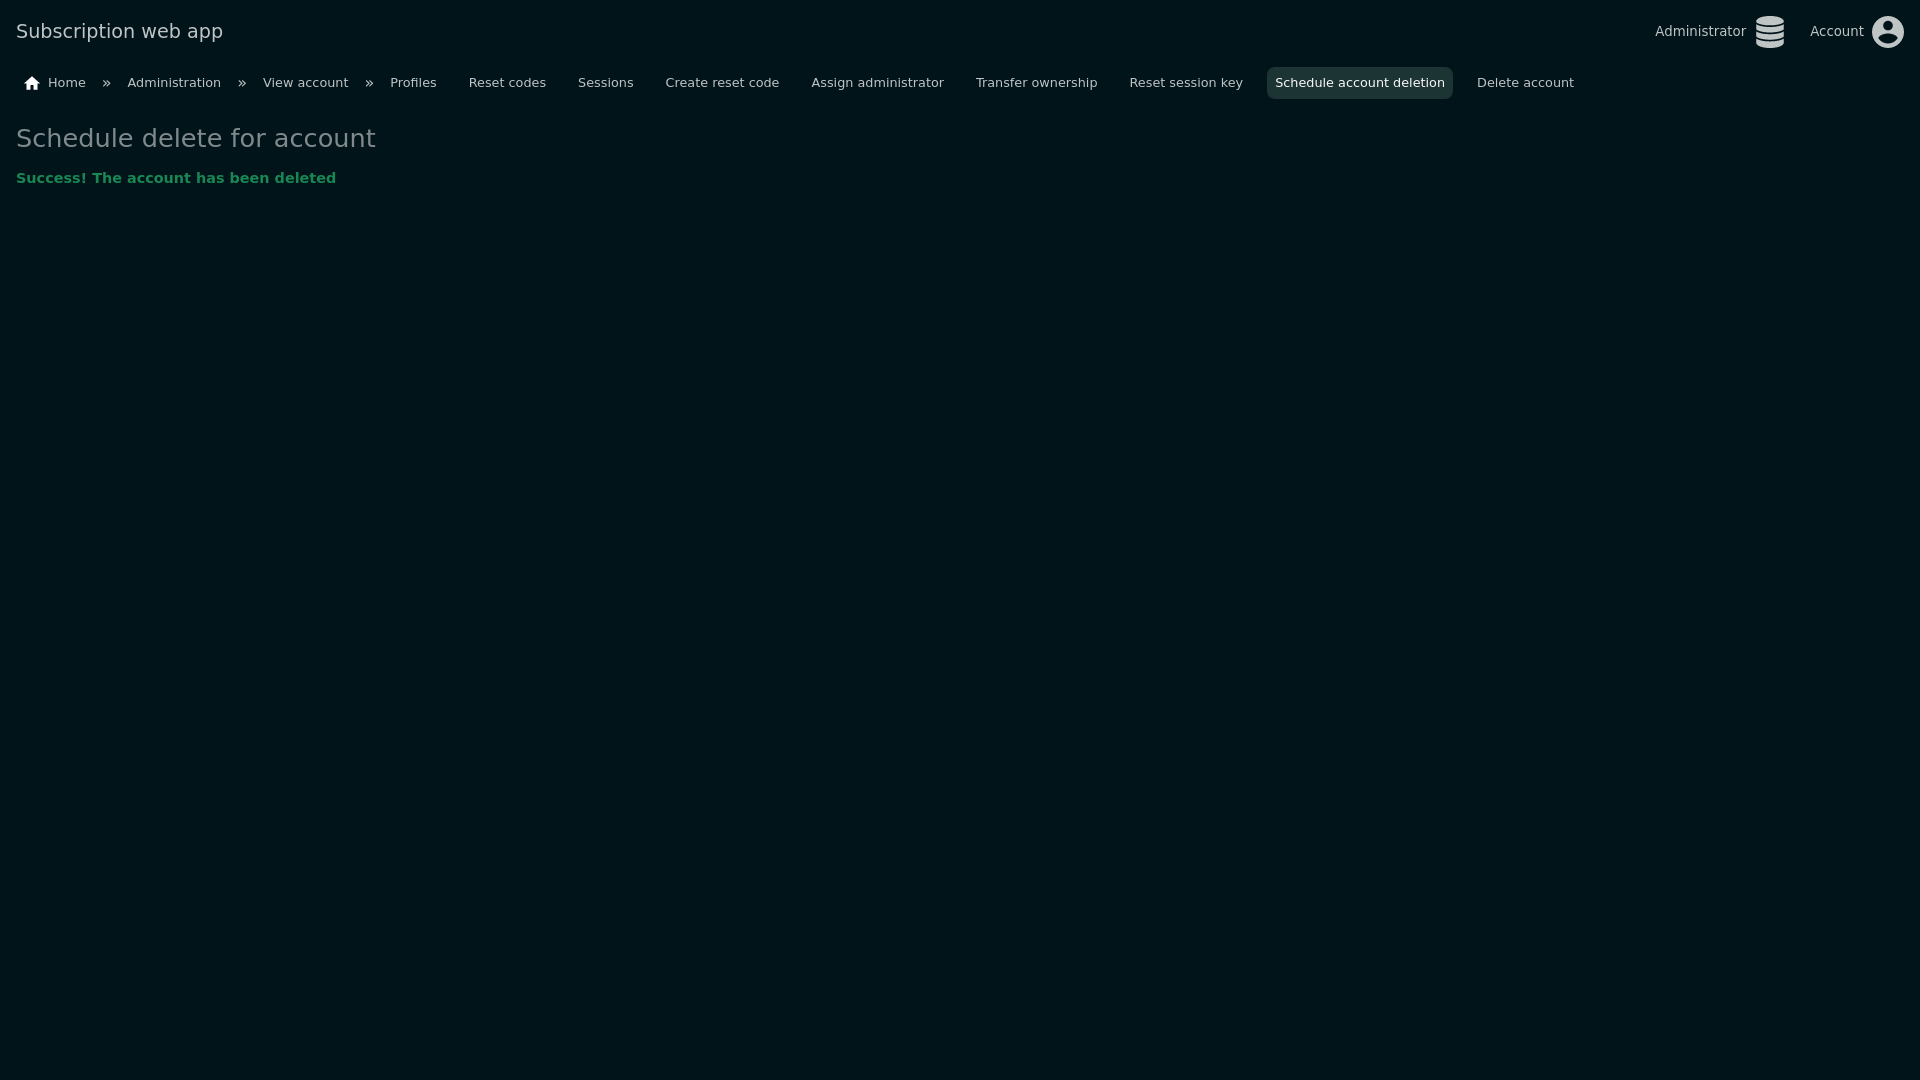 Subscription web app
Administrator
Account
Home » Administration » View account » Profiles Reset codes Sessions Create reset code Assign administrator Transfer ownership Reset session key Schedule account deletion Delete account
Schedule delete for account
Success! The account has been deleted